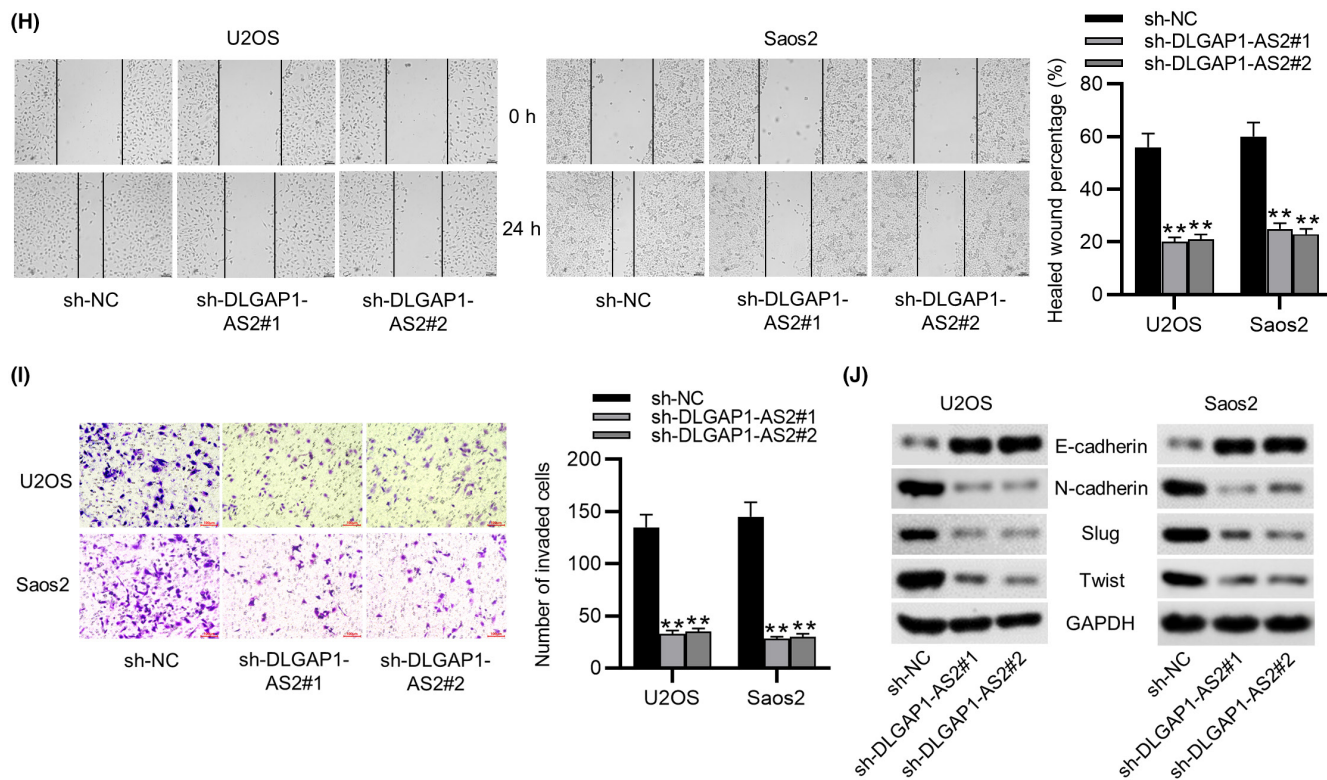 (H)
U2OS
Saos2
0 h
24 h
sh-NC
sh-DLGAP1-
AS2#1
sh-DLGAP1-
AS2#2
sh-NC
sh-DLGAP1-
AS2#1
sh-DLGAP1-
AS2#2
sh-NC
sh-DLGAP1-AS2#1
sh-DLGAP1-AS2#2
Healed wound percentage (%)
80
60
40
20
0
** **
** **
U2OS
Saos2
(I)
U2OS
Saos2
sh-NC
sh-DLGAP1-
AS2#1
sh-DLGAP1-
AS2#2
sh-NC
sh-DLGAP1-AS2#1
sh-DLGAP1-AS2#2
Number of invaded cells
200
150
100
50
0
** **
** **
U2OS
Saos2
(J)
U2OS
Saos2
E-cadherin
N-cadherin
Slug
Twist
GAPDH
sh-NC
sh-DLGAP1-AS2#1
sh-DLGAP1-AS2#2
sh-NC
sh-DLGAP1-AS2#1
sh-DLGAP1-AS2#2